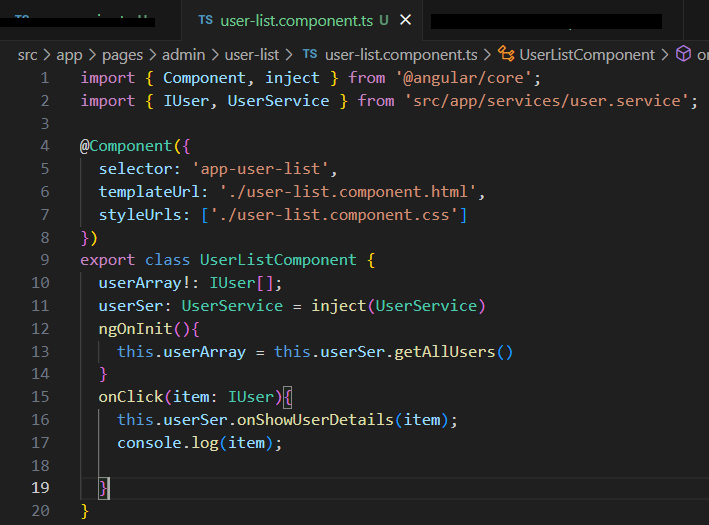 user-list.component.ts U
src > app > pages > admin > user-list > TS user-list.component.ts > UserListComponent >
1 import { Component, inject } from '@angular/core';
2 import { IUser, UserService } from 'src/app/services/user.service';
3
4 @Component({
5 selector: 'app-user-list',
6 templateUrl: './user-list.component.html',
7 styleUrls: ['./user-list.component.css']
8 })
9 export class UserListComponent {
10 userArray!: IUser[];
11 userSer: UserService = inject(UserService)
12 ngOnInit(){
13 this.userArray = this.userSer.getAllUsers()
14 }
15 onClick(item: IUser){
16 this.userSer.onShowUserDetails(item);
17 console.log(item);
18
19 }
20 }